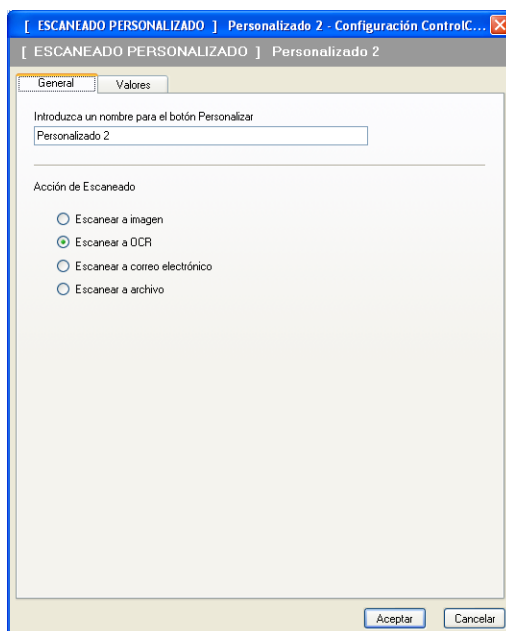 [ ESCANEADO PERSONALIZADO ] Personalizado 2 - Configuración ControlC...
[ ESCANEADO PERSONALIZADO ] Personalizado 2
General Valores
Introduzca un nombre para el botón Personalizar
Personalizado 2
Acción de Escaneado
Escanear a imagen
Escanear a OCR
Escanear a correo electrónico
Escanear a archivo
Aceptar Cancelar